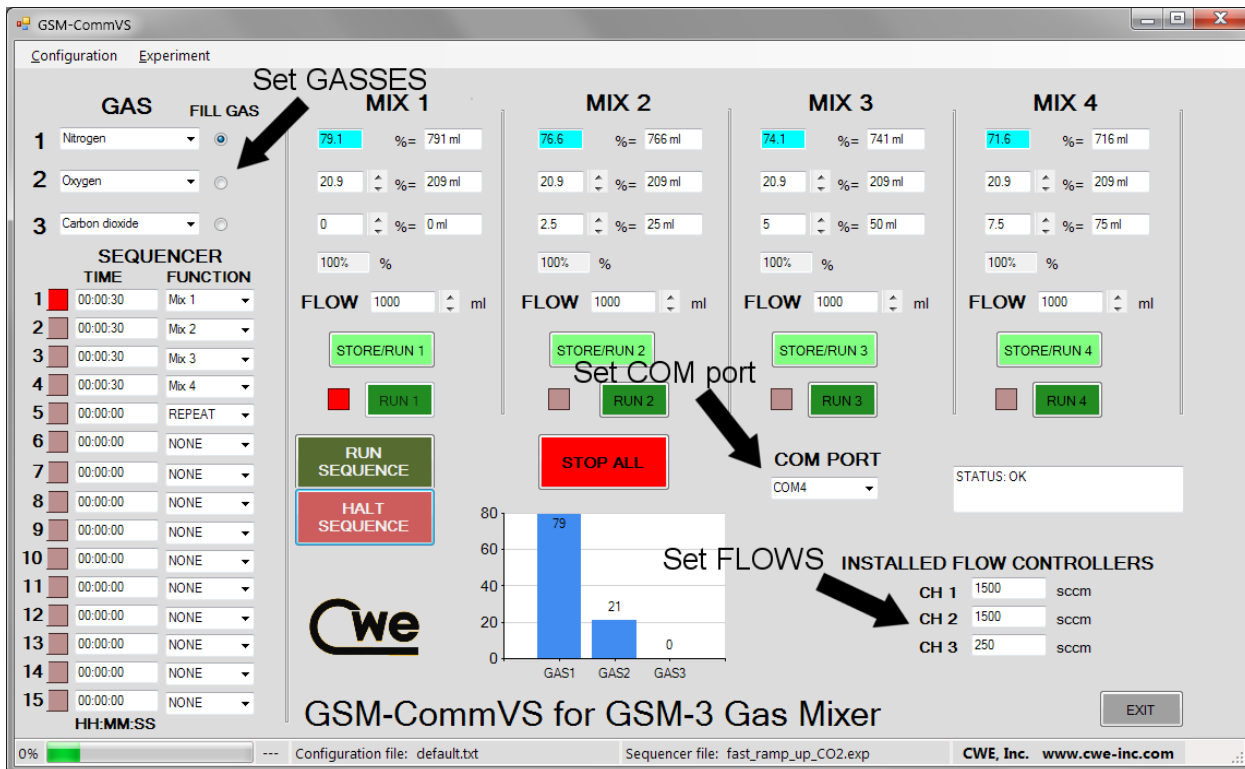 GSM-CommVS
Configuration Experiment
Set GASSES
GAS FILL GAS MIX 1 MIX 2 MIX 3 MIX 4
1 Nitrogen 79.1 %= 791 ml 76.6 %= 766 ml 74.1 %= 741 ml 71.6 %= 716 ml
2 Oxygen 20.9 %= 209 ml 20.9 %= 209 ml 20.9 %= 209 ml 20.9 %= 209 ml
3 Carbon dioxide 0 %= 0 ml 2.5 %= 25 ml 5 %= 50 ml 7.5 %= 75 ml
SEQUENCER 100% % 100% % 100% % 100% %
TIME FUNCTION
1 00:00:30 Mix 1 FLOW 1000 ml FLOW 1000 ml FLOW 1000 ml FLOW 1000 ml
2 00:00:30 Mix 2
3 00:00:30 Mix 3 STORE/RUN 1 STORE/RUN 2 STORE/RUN 3 STORE/RUN 4
Set COM port
4 00:00:30 Mix 4 RUN 1 RUN 2 RUN 3 RUN 4
5 00:00:00 REPEAT
6 00:00:00 NONE RUN SEQUENCE STOP ALL COM PORT
7 00:00:00 NONE COM4 STATUS: OK
8 00:00:00 NONE HALT SEQUENCE
9 00:00:00 NONE
10 00:00:00 NONE Set FLOWS INSTALLED FLOW CONTROLLERS
11 00:00:00 NONE CH 1 1500 sccm
12 00:00:00 NONE CH 2 1500 sccm
13 00:00:00 NONE CH 3 250 sccm
14 00:00:00 NONE
15 00:00:00 NONE
HH:MM:SS
80
60
40
20
0
79
21
0
GAS1 GAS2 GAS3
Cwe
GSM-CommVS for GSM-3 Gas Mixer EXIT
0% --- Configuration file: default.txt Sequencer file: fast_ramp_up_CO2.exp CWE, Inc. www.cwe-inc.com